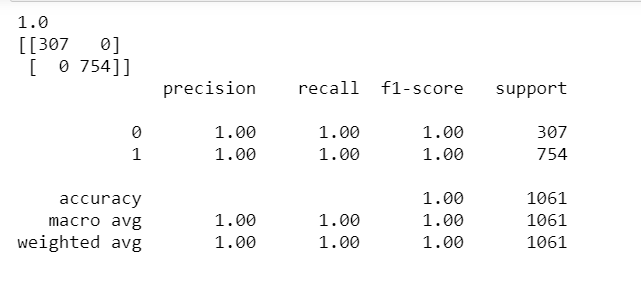 1.0
[[307   0]
 [  0 754]]
              precision    recall  f1-score   support

           0       1.00      1.00      1.00       307
           1       1.00      1.00      1.00       754

    accuracy                           1.00      1061
   macro avg       1.00      1.00      1.00      1061
weighted avg       1.00      1.00      1.00      1061